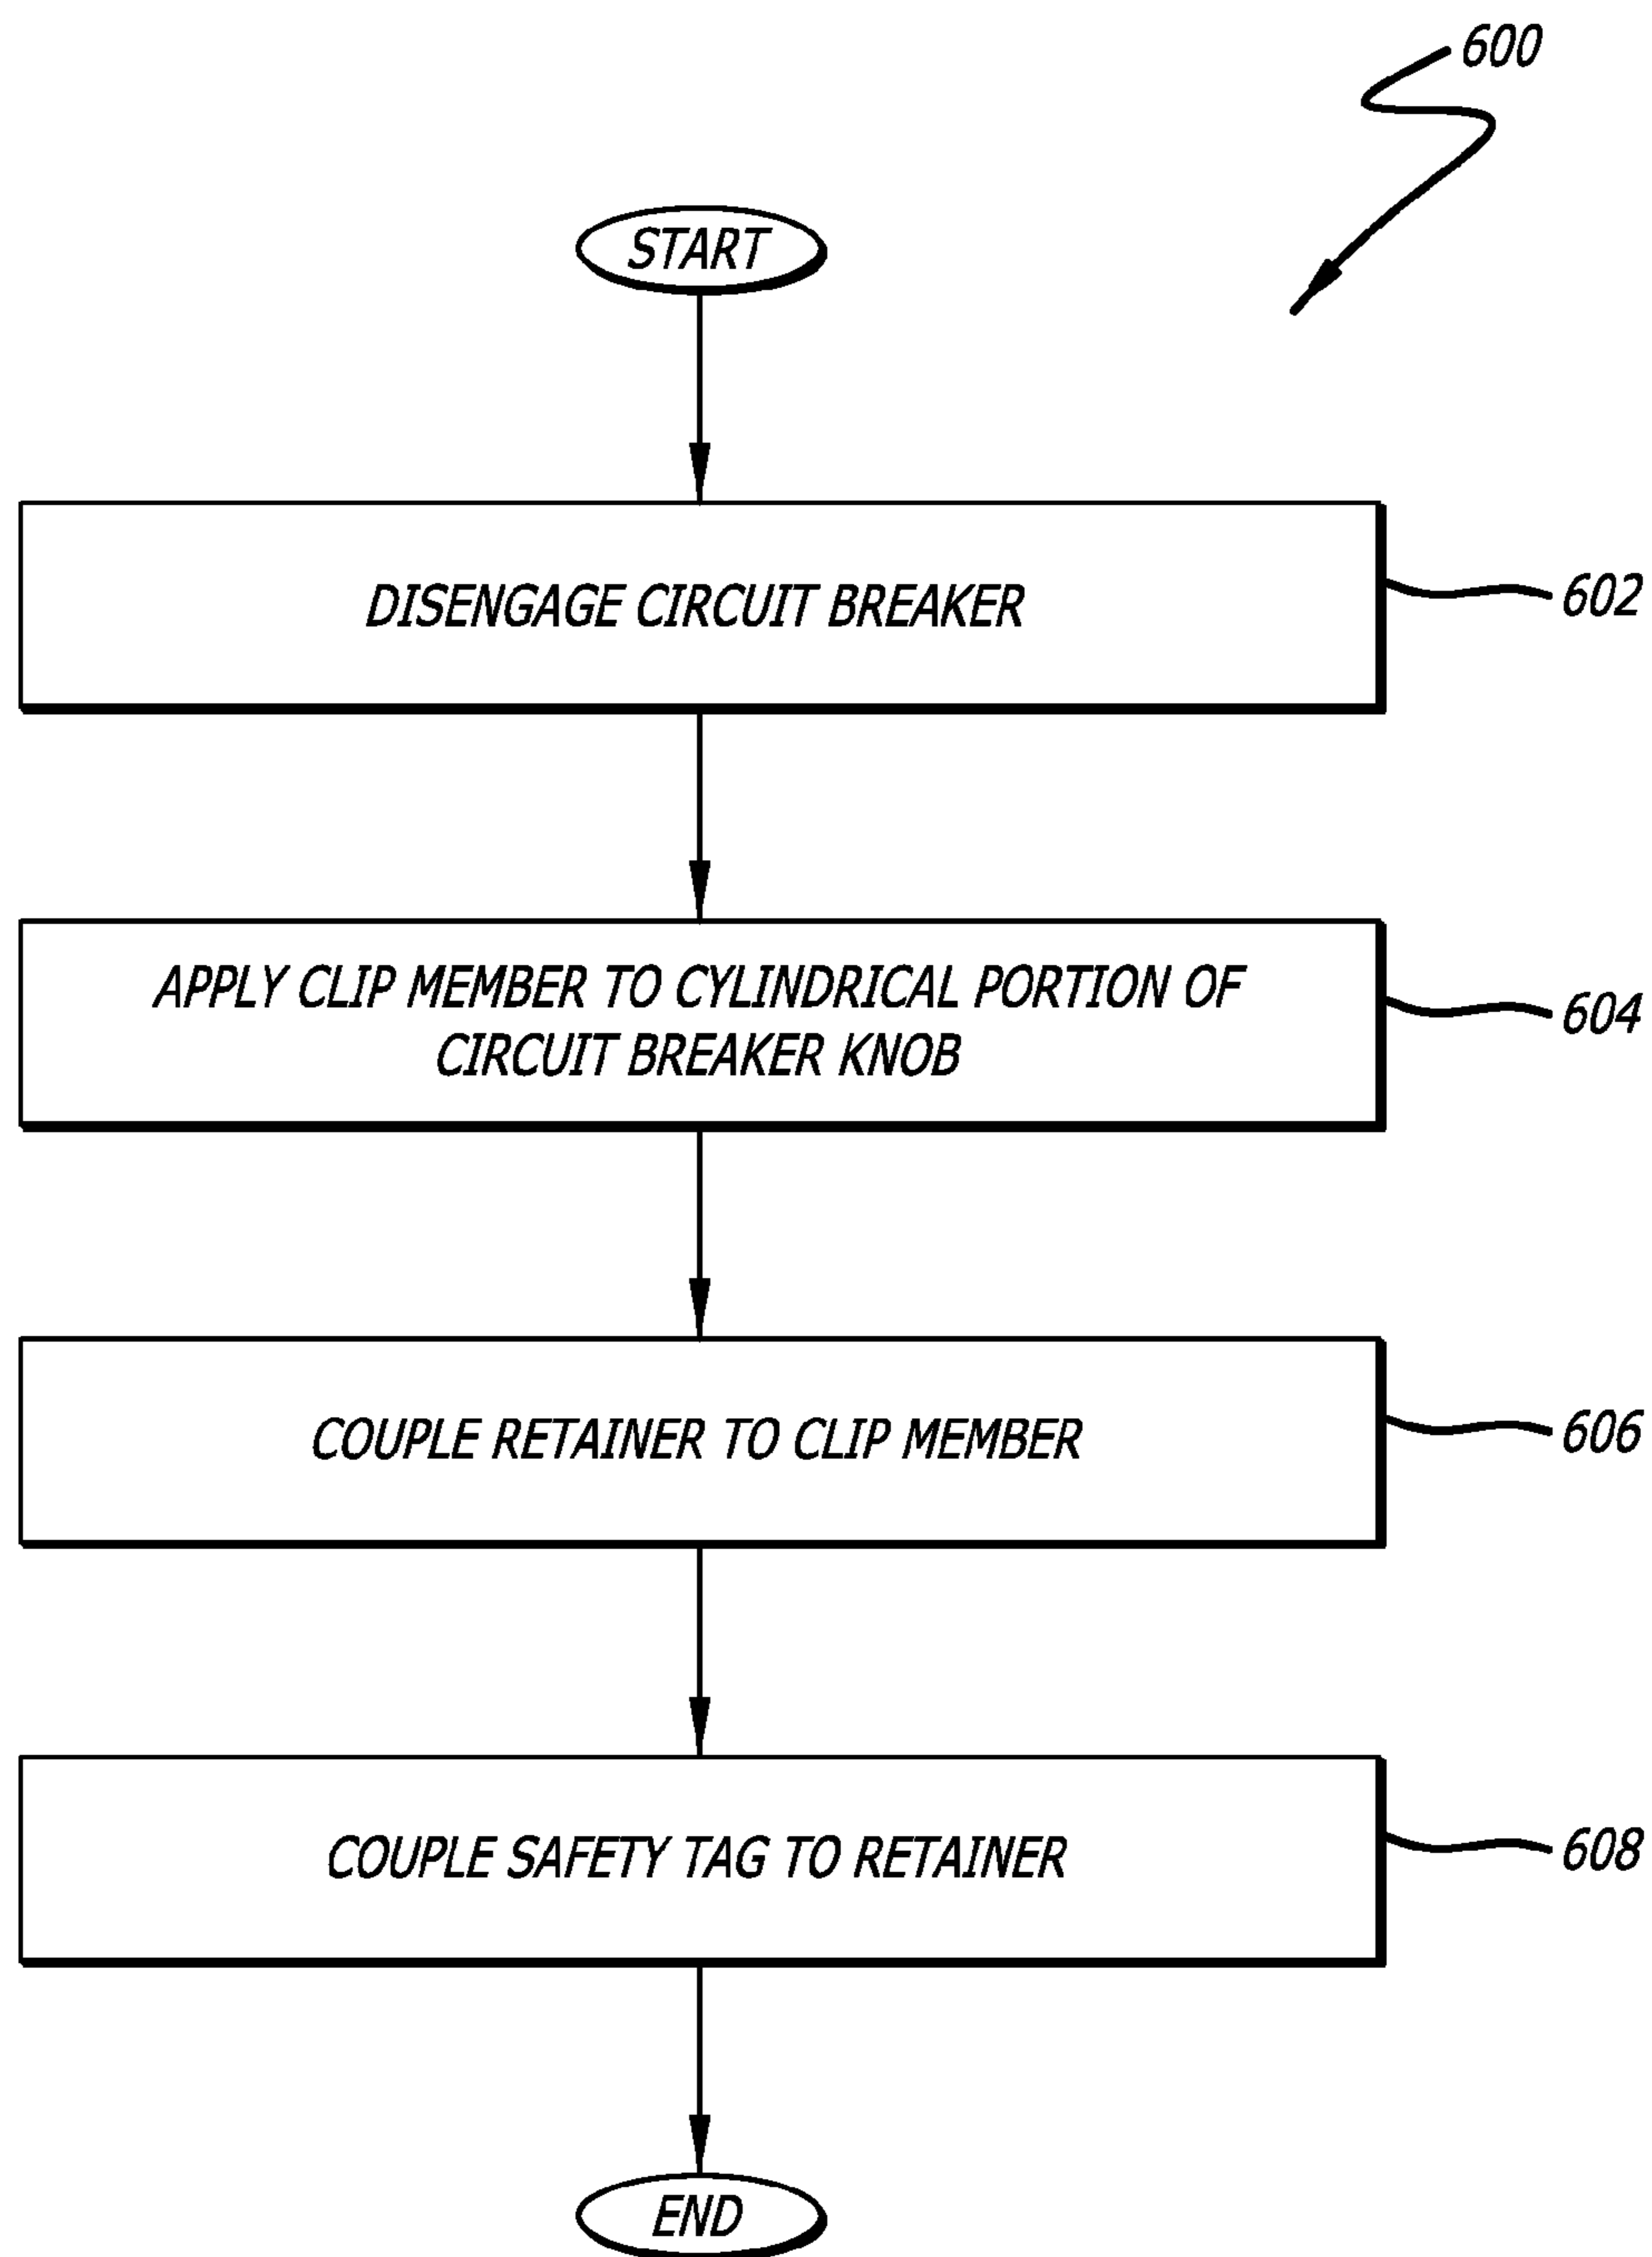 600
START
DISENGAGE CIRCUIT BREAKER
602
APPLY CLIP MEMBER TO CYLINDRICAL PORTION OF
CIRCUIT BREAKER KNOB
604
COUPLE RETAINER TO CLIP MEMBER
606
COUPLE SAFETY TAG TO RETAINER
608
END